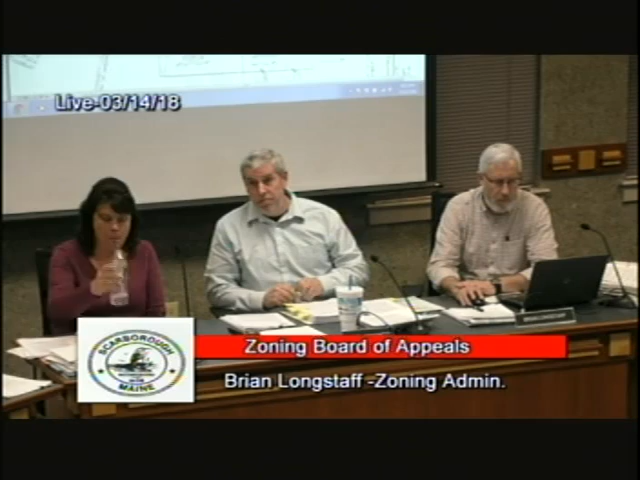 Live-03/14/18
SCARBOROUGH
MAINE
Zoning Board of Appeals
Brian Longstaff -Zoning Admin.